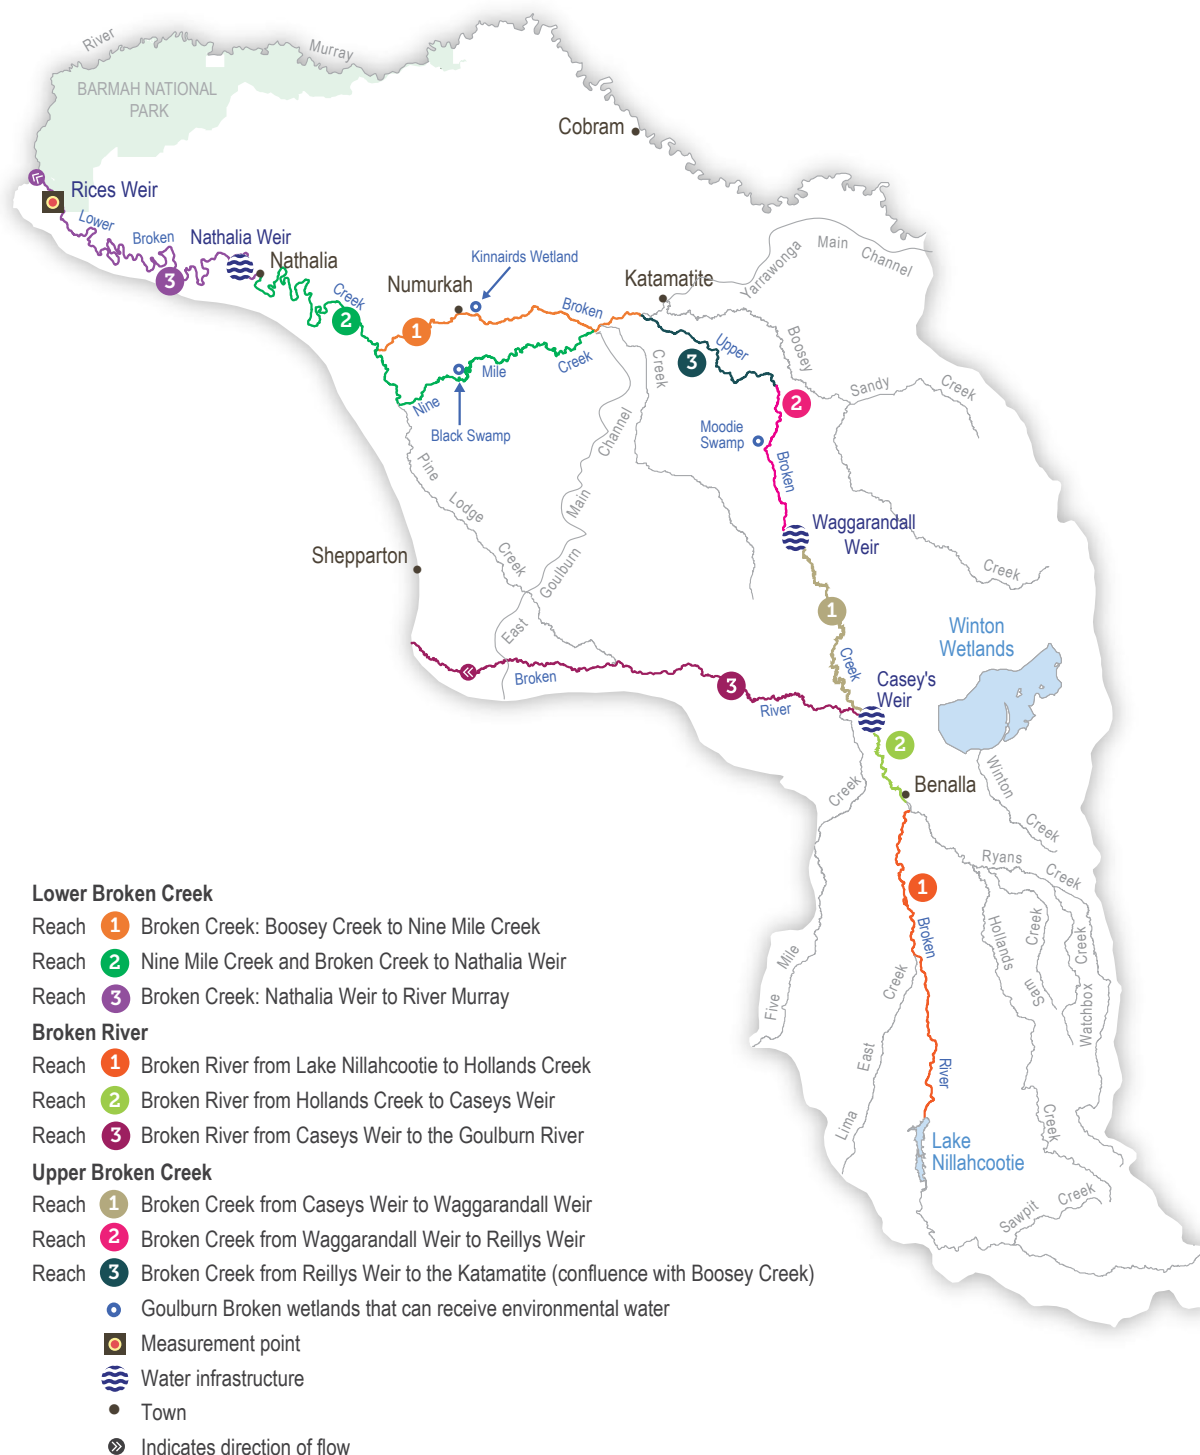 River
Murray
BARMAH NATIONAL
PARK
Cobram
Rices Weir
Lower
Broken
Nathalia Weir
Nathalia
3
Creek
2
Numurkah
Kinnairds Wetland
1
Broken
Katamatite
Yarrawonga
Main
Channel
Upper
3
Boosey
Creek
Sandy
Creek
2
Nine
Mile
Creek
Black Swamp
Moodie
Swamp
Broken
Channel
Main
Goulburn
East
Pine
Lodge
Creek
Waggarandall
Weir
Creek
Shepparton
1
Creek
Winton
Wetlands
Casey's
Weir
Broken
3
River
2
Benalla
Creek
Winton
Creek
Ryans
Creek
1
Broken
Hollands
Creek
Sam
Creek
Watchbox
Mile
Five
Creek
East
Lima
River
Creek
Lake
Nillahcootie
Sawpit
Creek
Lower Broken Creek
Reach 1 Broken Creek: Boosey Creek to Nine Mile Creek
Reach 2 Nine Mile Creek and Broken Creek to Nathalia Weir
Reach 3 Broken Creek: Nathalia Weir to River Murray
Broken River
Reach 1 Broken River from Lake Nillahcootie to Hollands Creek
Reach 2 Broken River from Hollands Creek to Caseys Weir
Reach 3 Broken River from Caseys Weir to the Goulburn River
Upper Broken Creek
Reach 1 Broken Creek from Caseys Weir to Waggarandall Weir
Reach 2 Broken Creek from Waggarandall Weir to Reillys Weir
Reach 3 Broken Creek from Reillys Weir to the Katamatite (confluence with Boosey Creek)
Goulburn Broken wetlands that can receive environmental water
Measurement point
Water infrastructure
Town
Indicates direction of flow